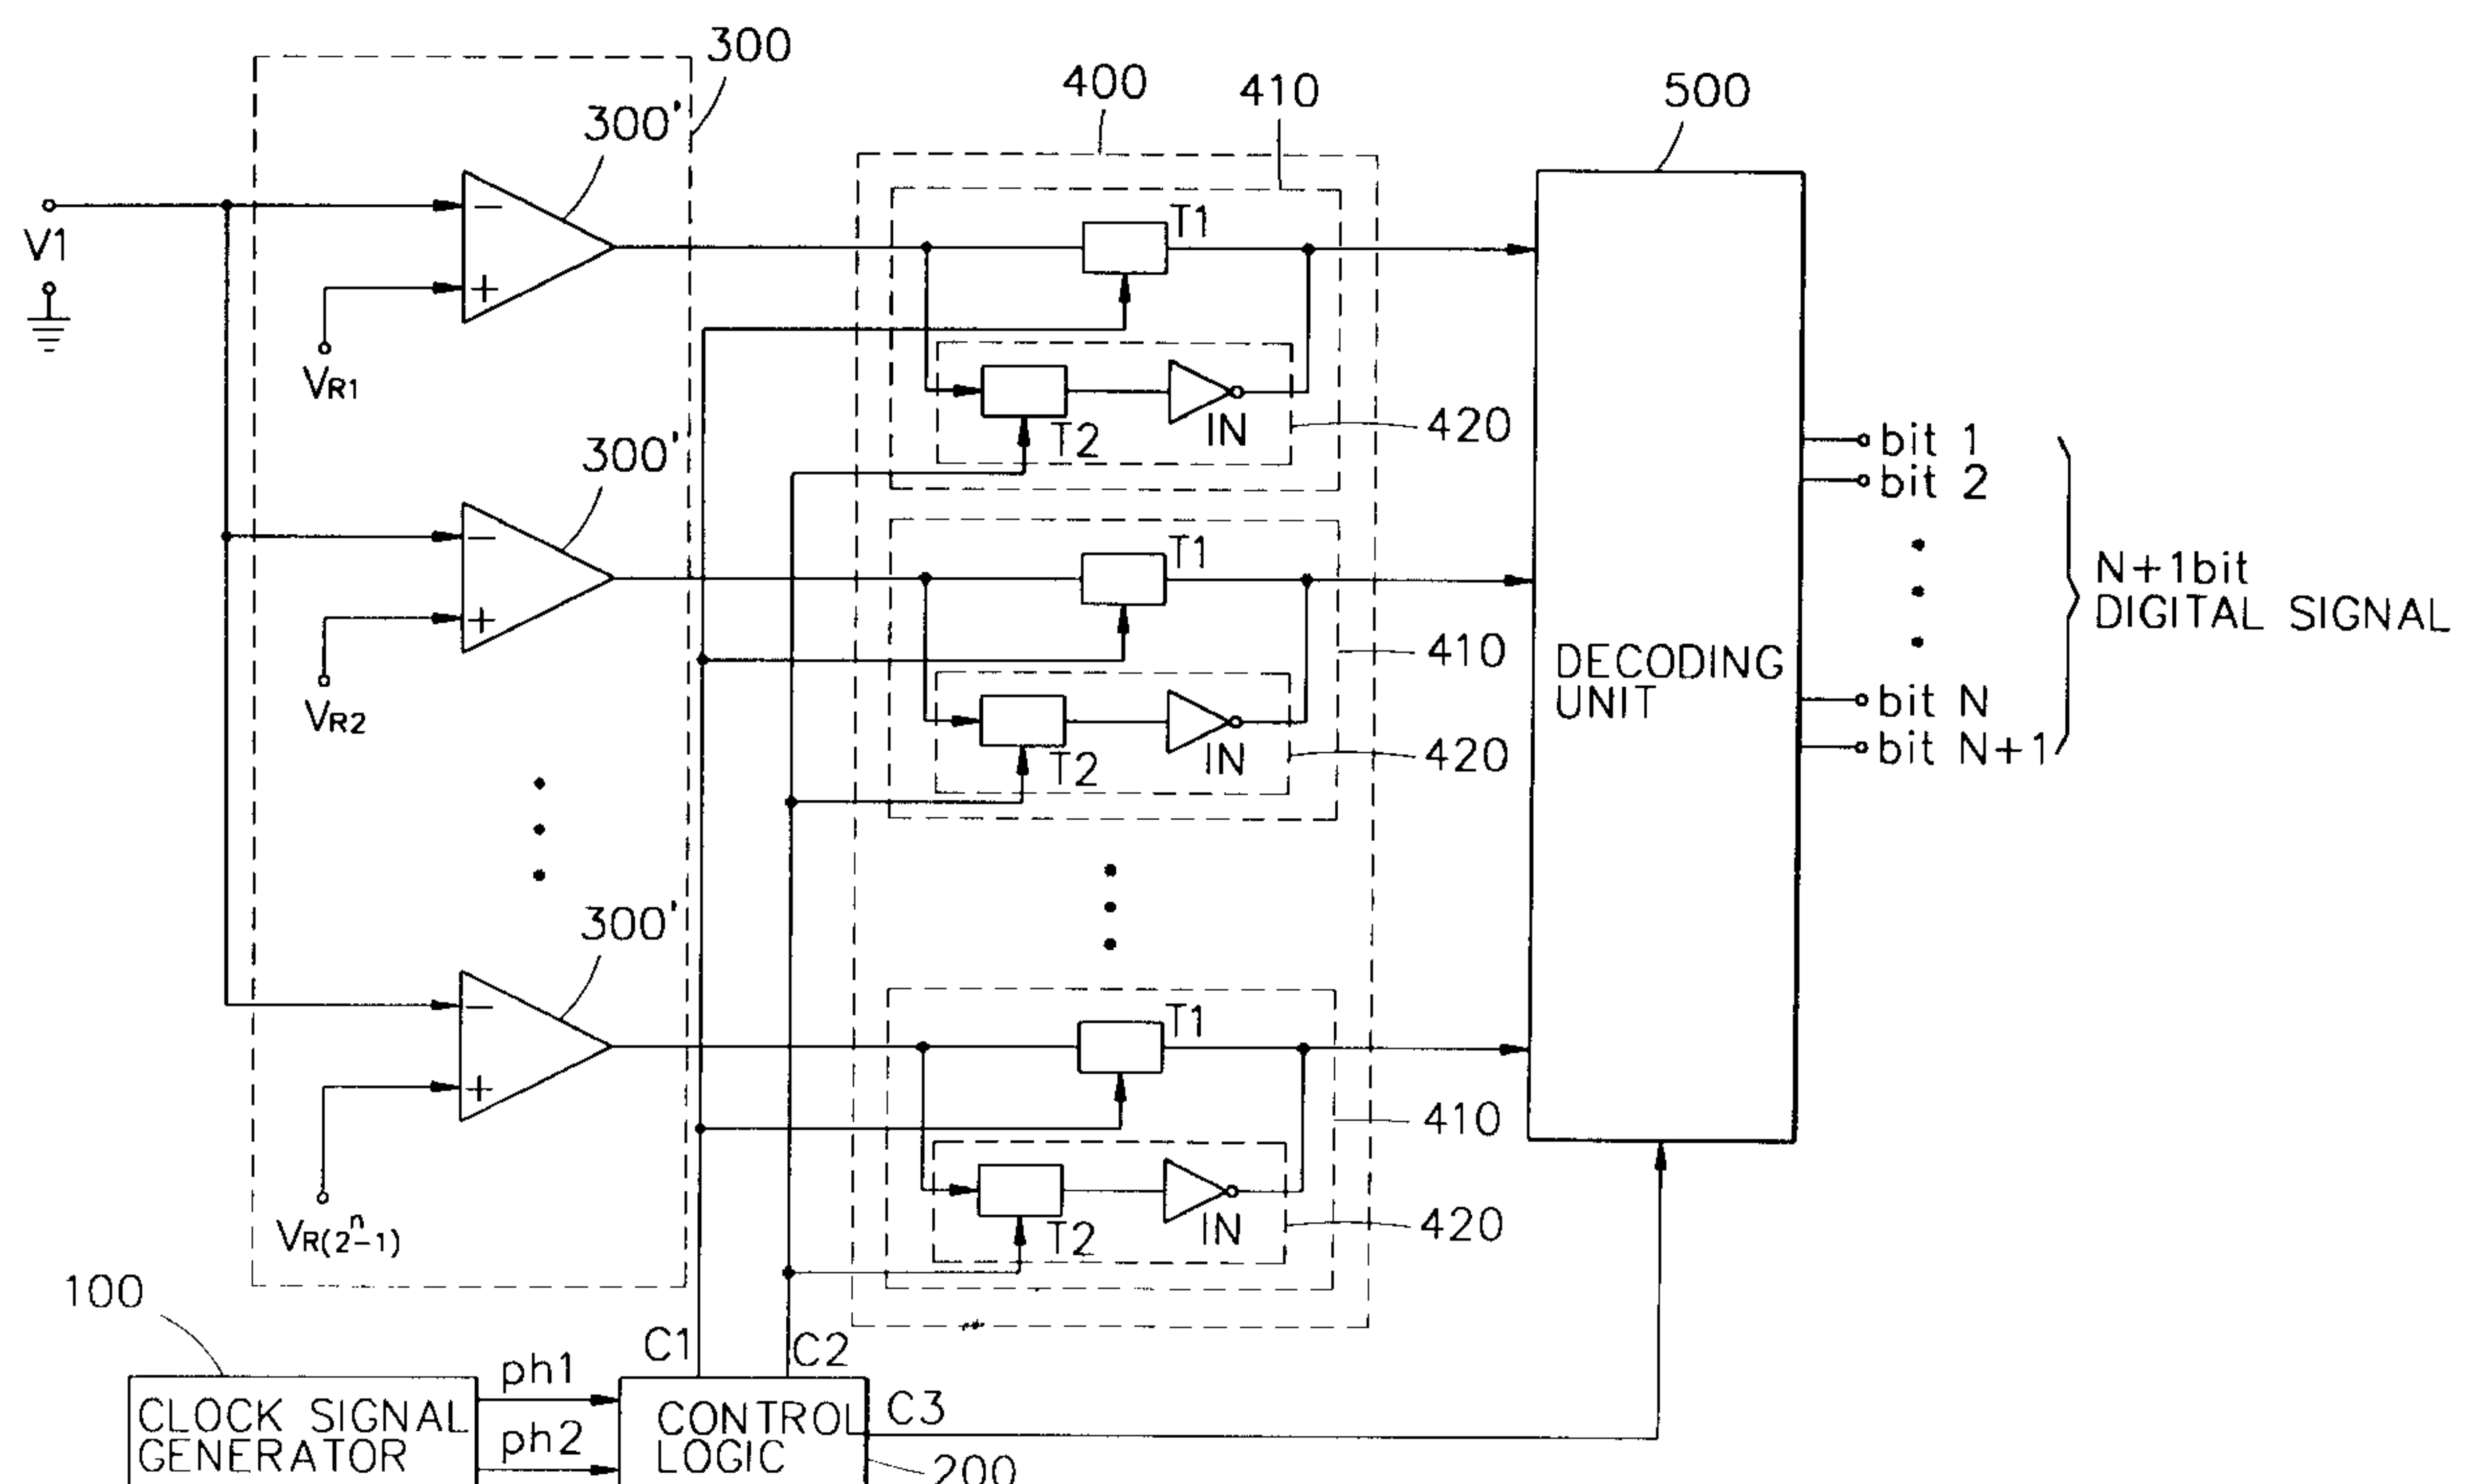 300
400
410
500
300'
T1
V1
VR1
T2
IN
420
bit 1
bit 2
300'
T1
N+1bit
DIGITAL SIGNAL
410
DECODING
UNIT
VR2
bit N
T2
IN
420
bit N+1
300'
T1
410
VR(2ⁿ-1)
T2
IN
420
100
C1
C2
ph1
C3
CLOCK SIGNAL
GENERATOR
ph2
CONTROL
LOGIC
200